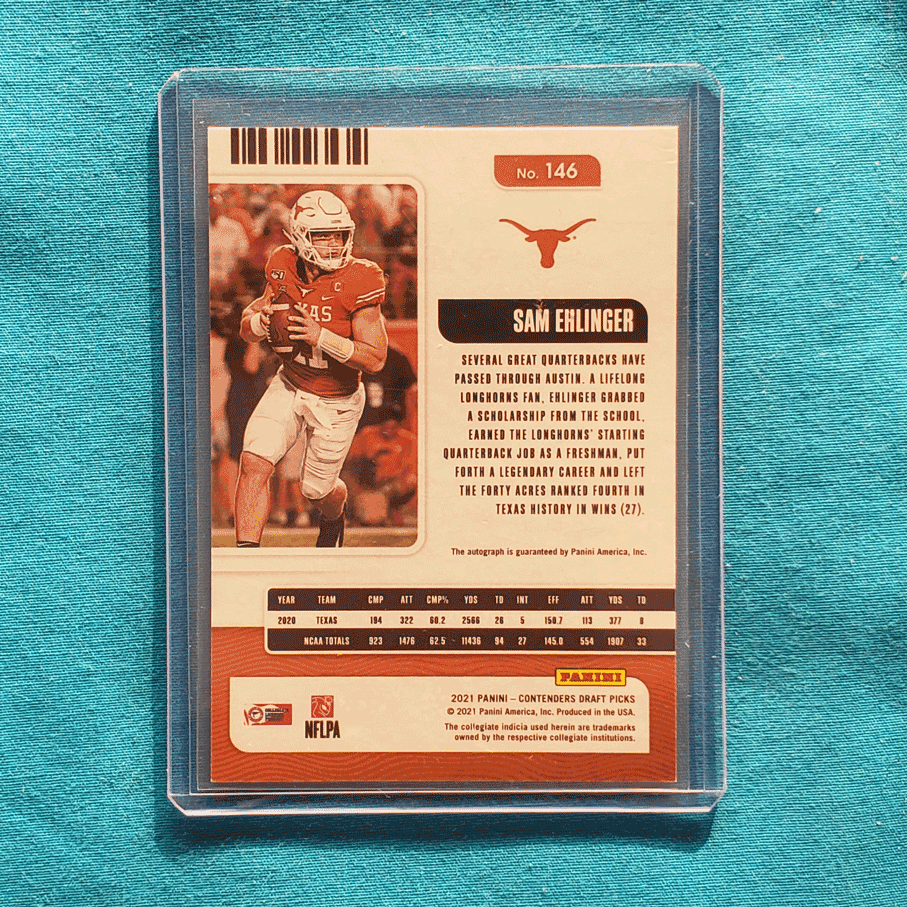 No. 146
SAM EHLINGER
SEVERAL GREAT QUARTERBACKS HAVE
PASSED THROUGH AUSTIN. A LIFELONG
LONGHORNS FAN, EHLINGER GRABBED
A SCHOLARSHIP FROM THE SCHOOL,
EARNED THE LONGHORNS' STARTING
QUARTERBACK JOB AS A FRESHMAN, PUT
FORTH A LEGENDARY CAREER AND LEFT
THE FORTY ACRES RANKED FOURTH IN
TEXAS HISTORY IN WINS (27).
The autograph is guaranteed by Panini America, Inc.
YEAR TEAM CMP ATT CMP% YDS TD INT EFF ATT YDS TD
2020 TEXAS 194 322 60.2 2566 26 5 150.7 113 377 8
NCAA TOTALS 923 1476 62.5 11436 94 27 145.0 554 1907 33
PANINI
2021 PANINI – CONTENDERS DRAFT PICKS
© 2021 Panini America, Inc. Produced in the USA.
The collegiate indicia used herein are trademarks
owned by the respective collegiate institutions.
NFLPA